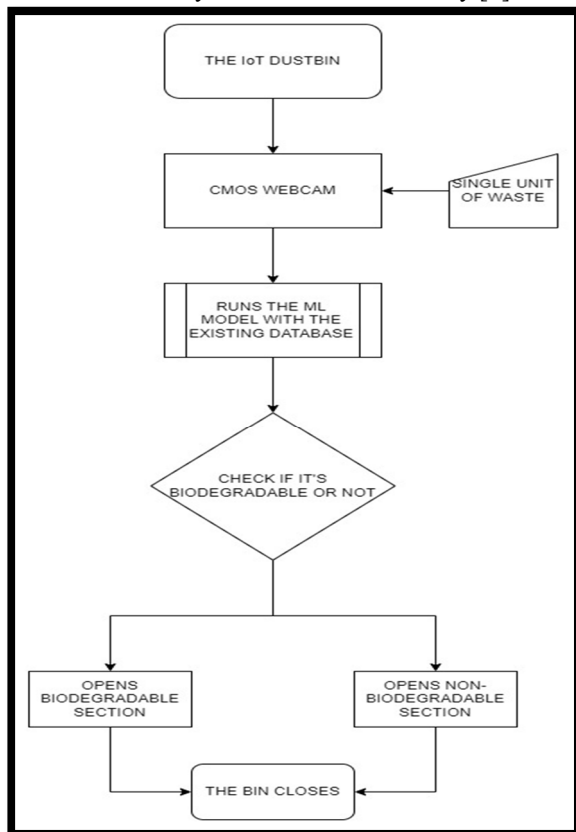 THE IoT DUSTBIN
CMOS WEBCAM
SINGLE UNIT
OF WASTE
RUNS THE ML
MODEL WITH THE
EXISTING DATABASE
CHECK IF IT'S
BIODEGRADABLE OR NOT
OPENS
BIODEGRADABLE
SECTION
OPENS NON-
BIODEGRADABLE
SECTION
THE BIN CLOSES